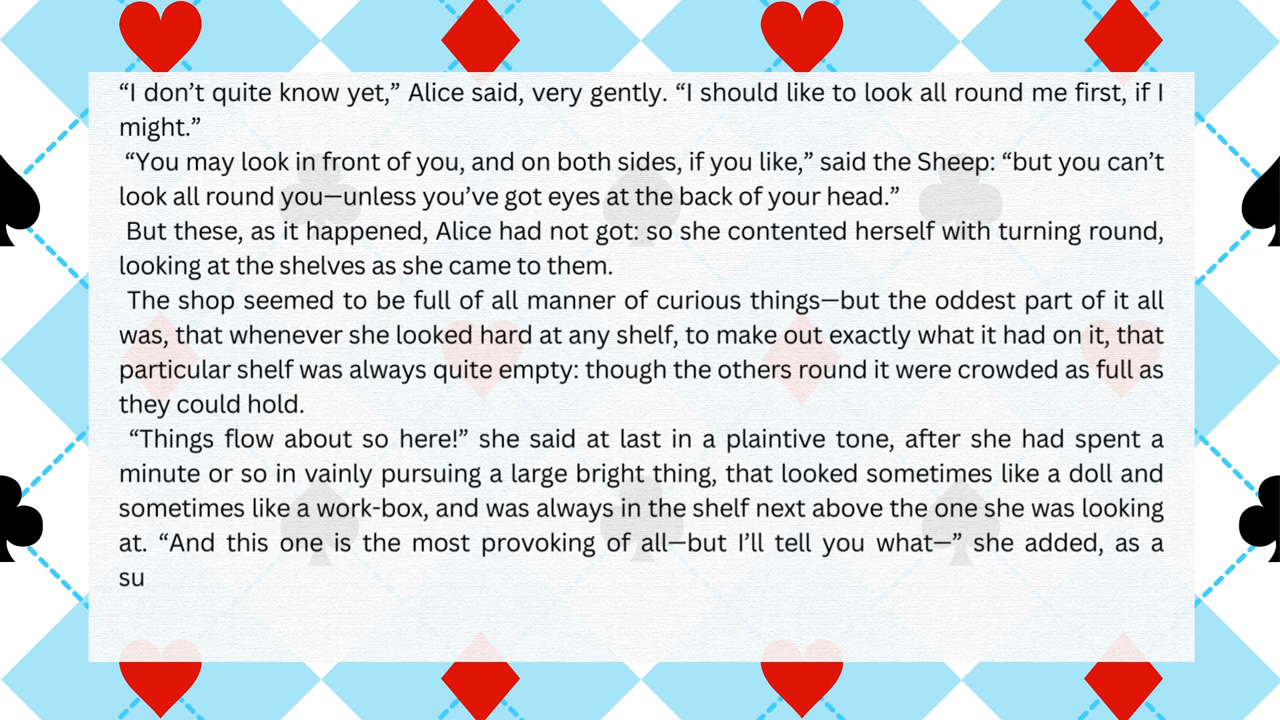 “I don’t quite know yet,” Alice said, very gently. “I should like to look all round me first, if I
might.”
“You may look in front of you, and on both sides, if you like,” said the Sheep: “but you can’t
look all round you—unless you’ve got eyes at the back of your head.”
But these, as it happened, Alice had not got: so she contented herself with turning round,
looking at the shelves as she came to them.
The shop seemed to be full of all manner of curious things—but the oddest part of it all
was, that whenever she looked hard at any shelf, to make out exactly what it had on it, that
particular shelf was always quite empty: though the others round it were crowded as full as
they could hold.
“Things flow about so here!” she said at last in a plaintive tone, after she had spent a
minute or so in vainly pursuing a large bright thing, that looked sometimes like a doll and
sometimes like a work-box, and was always in the shelf next above the one she was looking
at. “And this one is the most provoking of all—but I’ll tell you what—” she added, as a
su